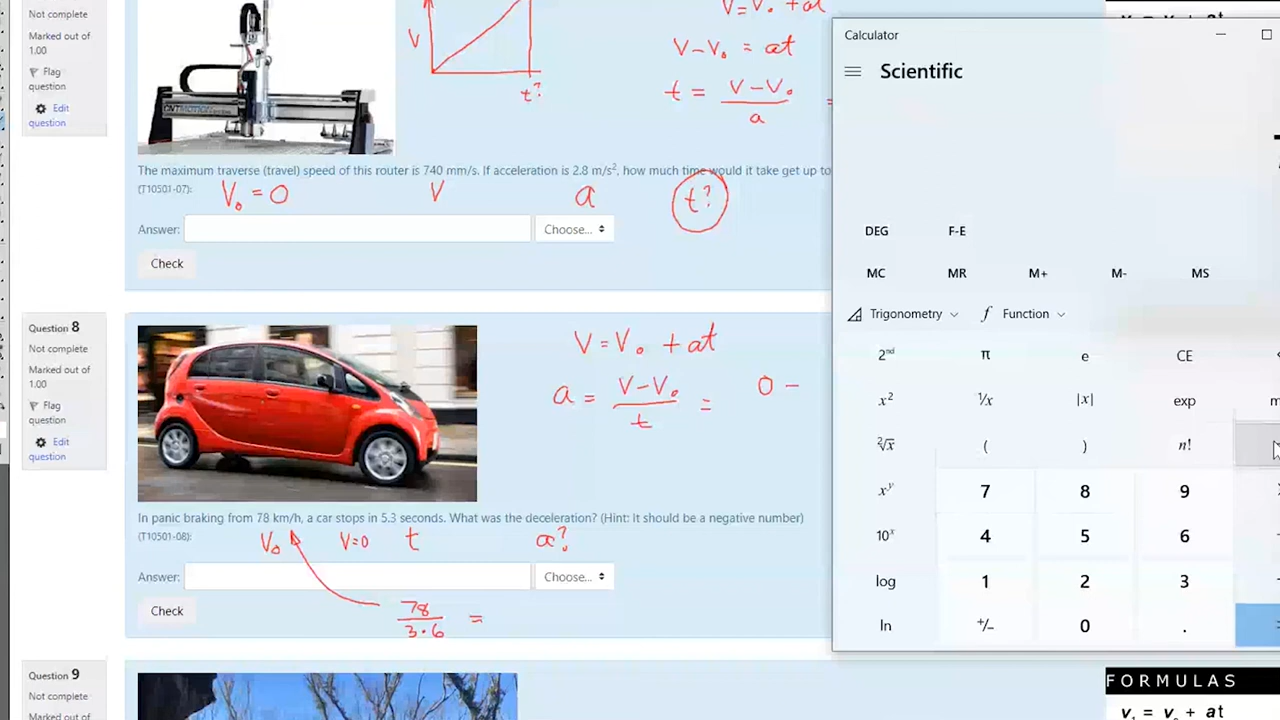 Not complete
Marked out of
1.00
Flag
question
Edit
question
V
t?
V=V₀ +at
V-V₀ = at
t = V-V₀
a
CNTMOTION
The maximum traverse (travel) speed of this router is 740 mm/s. If acceleration is 2.8 m/s², how much time would it take get up to
(T10501-07):
V₀ = 0
V
a
t?
Answer:
Choose...
Check
Question 8
Not complete
Marked out of
1.00
Flag
question
Edit
question
V=V₀ +at
a = V-V₀ = 0 -
t
In panic braking from 78 km/h, a car stops in 5.3 seconds. What was the deceleration? (Hint: It should be a negative number)
(T10501-08):
V₀
V=0
t
a?
Answer:
Choose...
Check
78
3.6 =
Question 9
Not complete
Marked out of
Calculator
Scientific
DEG F-E
MC MR M+ M- MS
Trigonometry Function
2ⁿᵈ π e CE
x² ¹/x |x| exp
²√x ( ) n!
xʸ 7 8 9
10ˣ 4 5 6
log 1 2 3
ln +/- 0 .
FORMULAS
at